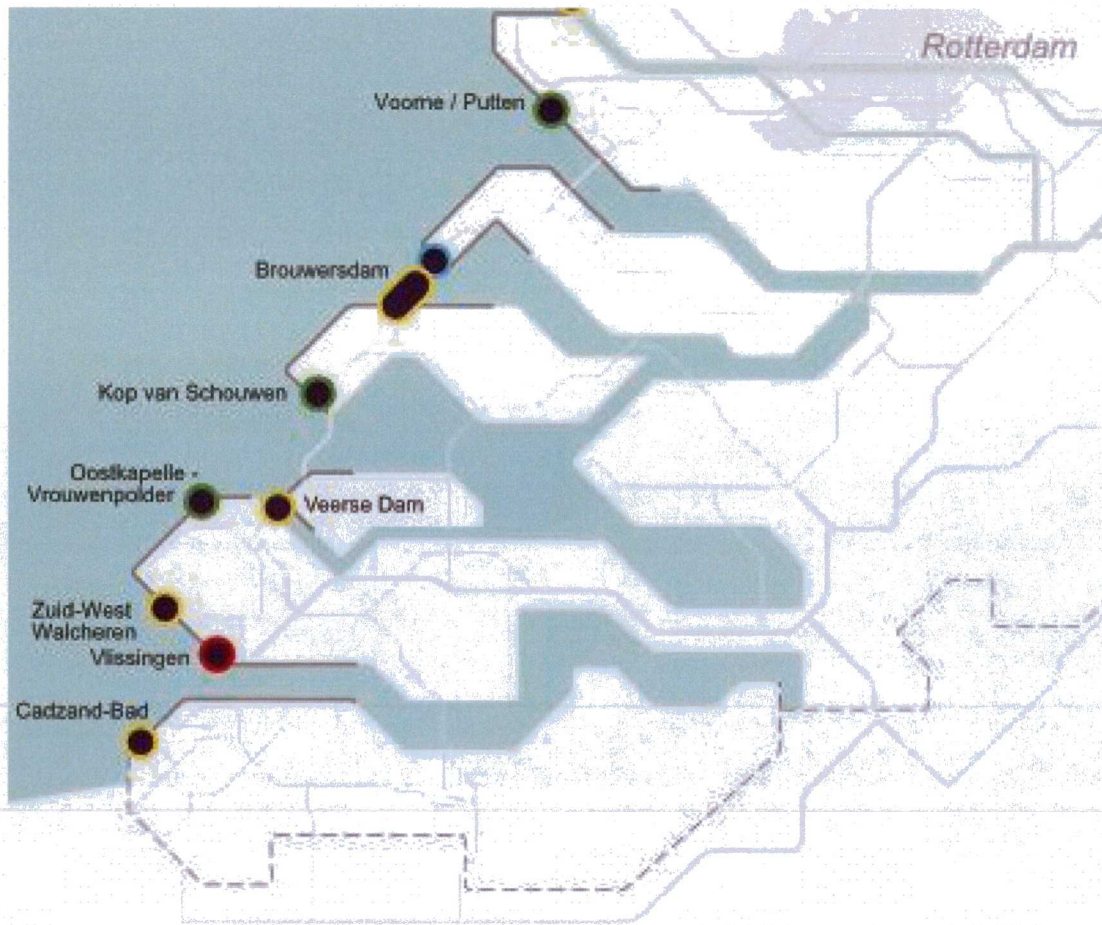 Rotterdam
Voorne / Putten
Brouwersdam
Kop van Schouwen
Oostkapelle -
Vrouwenpolder
Veerse Dam
Zuid-West
Walcheren
Vlissingen
Cadzand-Bad